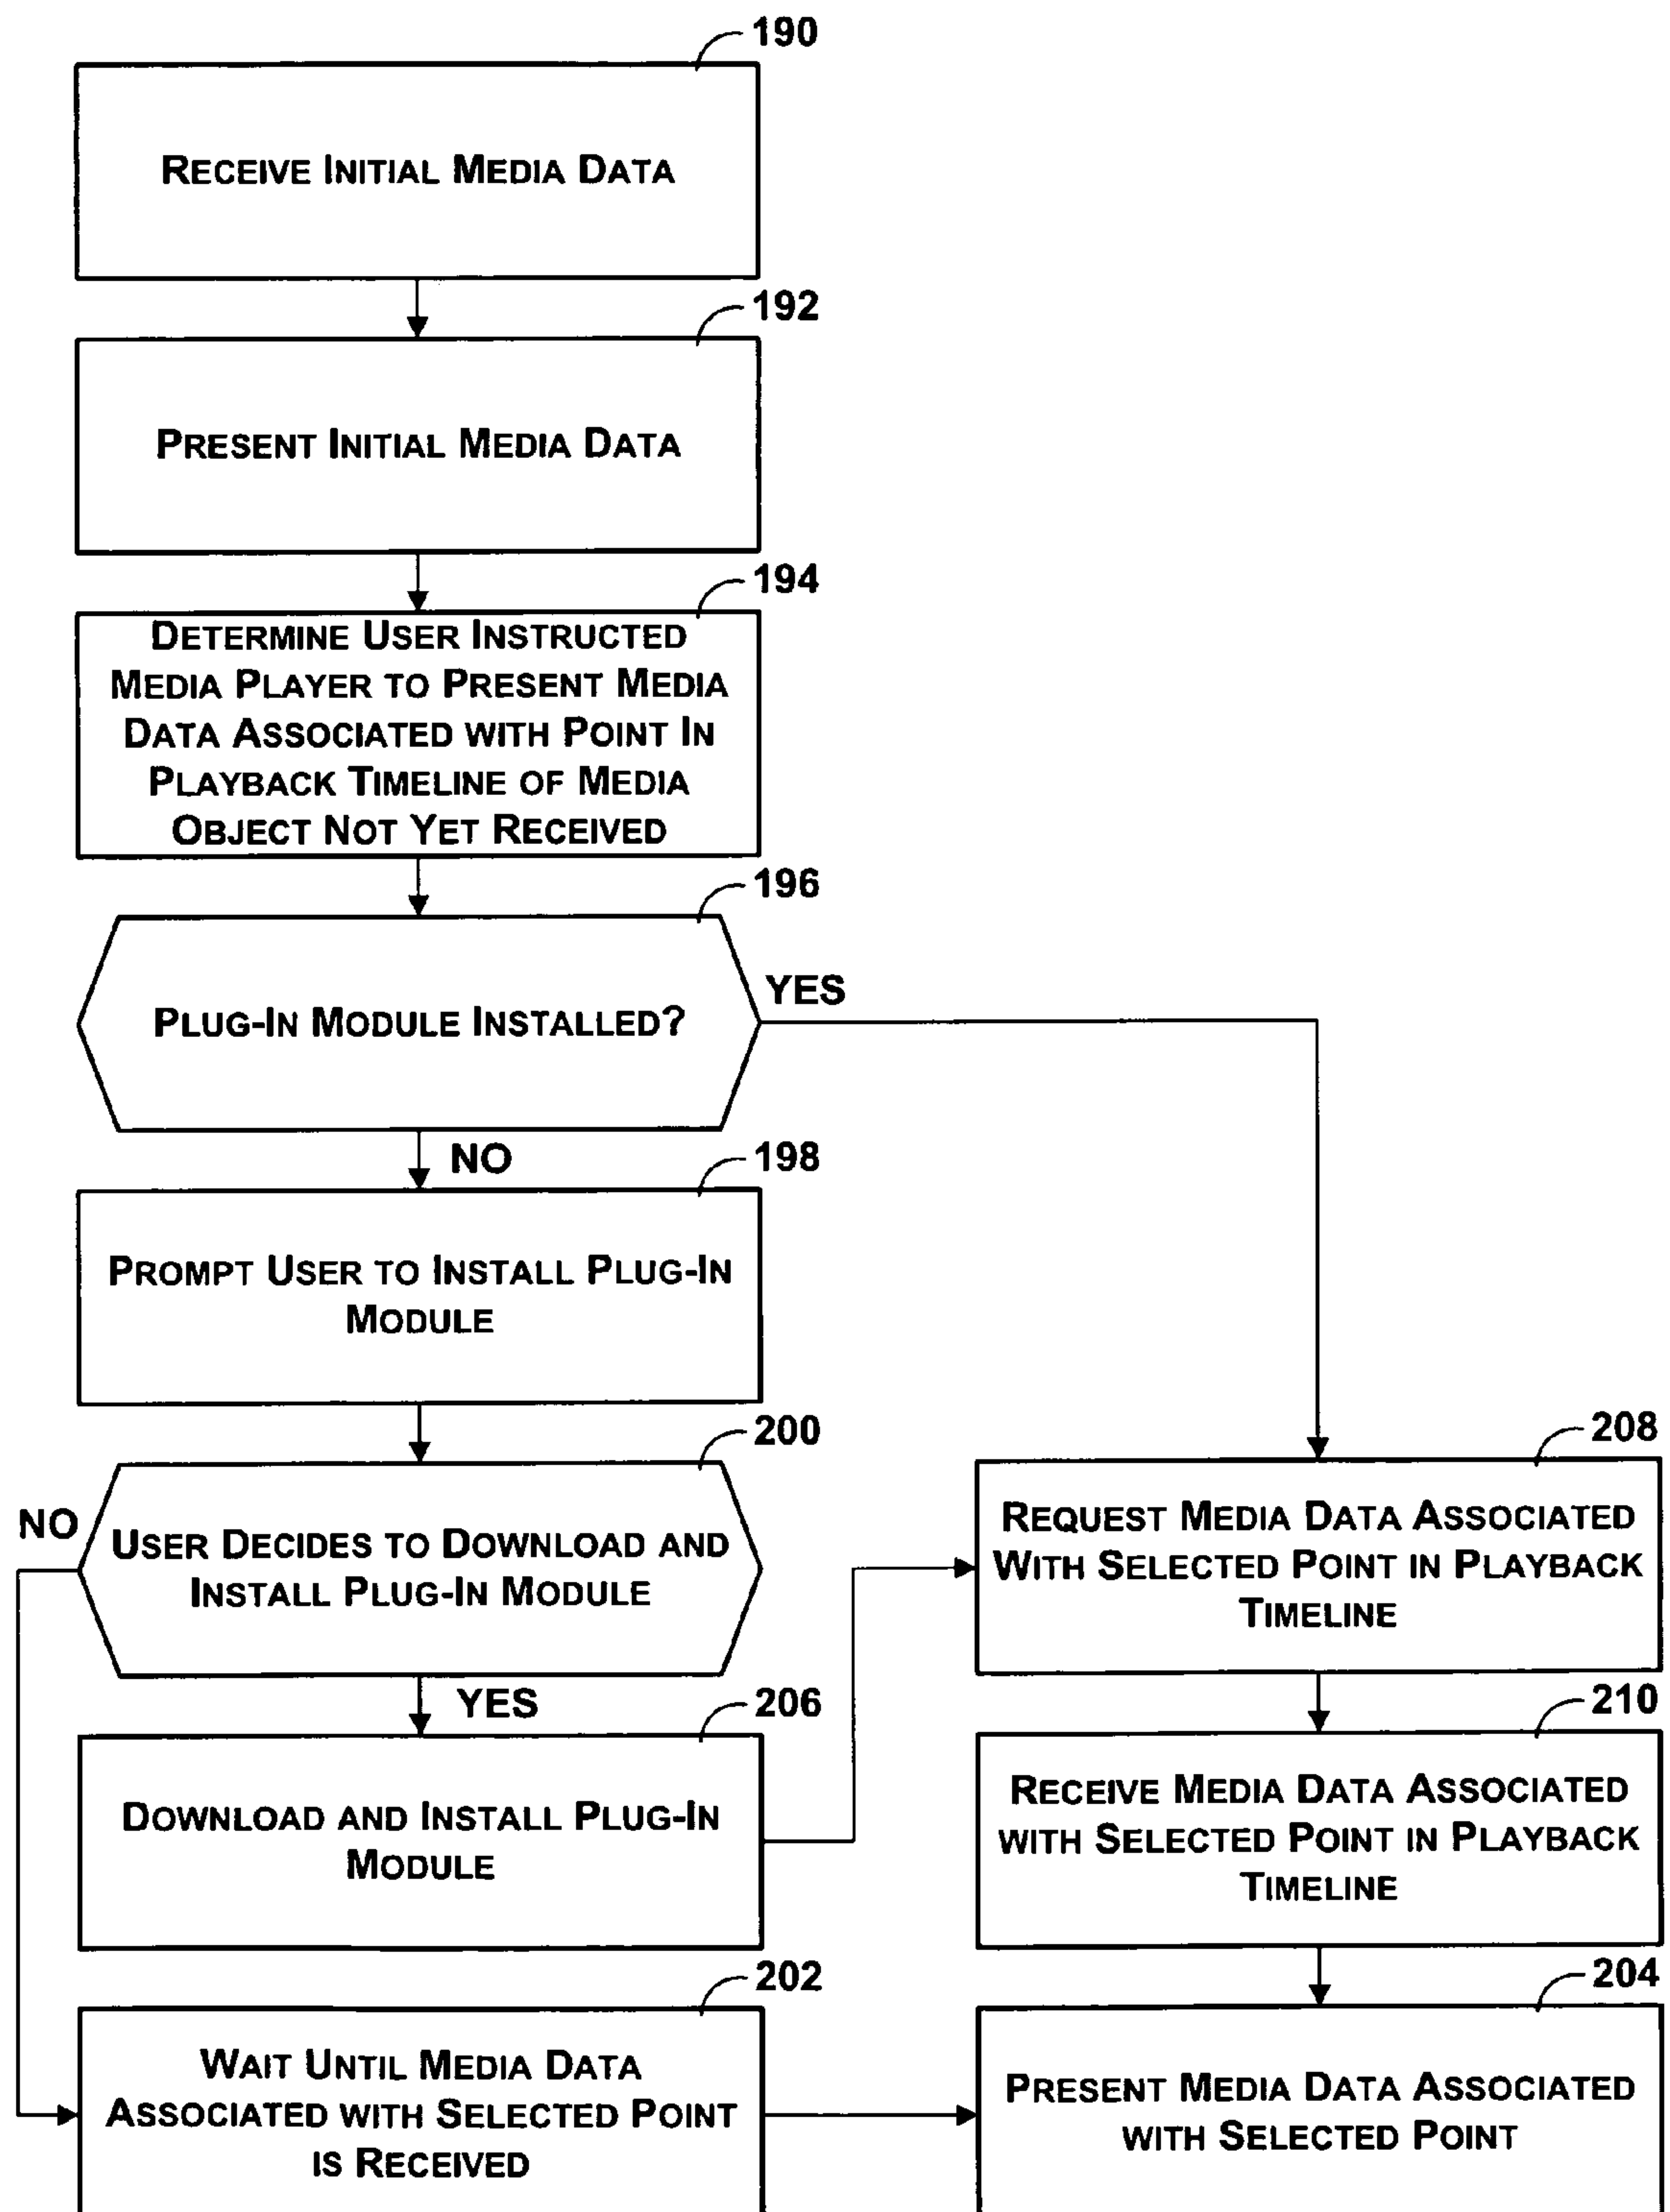 190
RECEIVE INITIAL MEDIA DATA
192
PRESENT INITIAL MEDIA DATA
194
DETERMINE USER INSTRUCTED
MEDIA PLAYER TO PRESENT MEDIA
DATA ASSOCIATED WITH POINT IN
PLAYBACK TIMELINE OF MEDIA
OBJECT NOT YET RECEIVED
196
PLUG-IN MODULE INSTALLED?
YES
NO
198
PROMPT USER TO INSTALL PLUG-IN
MODULE
200
NO
USER DECIDES TO DOWNLOAD AND
INSTALL PLUG-IN MODULE
YES
206
DOWNLOAD AND INSTALL PLUG-IN
MODULE
202
WAIT UNTIL MEDIA DATA
ASSOCIATED WITH SELECTED POINT
IS RECEIVED
208
REQUEST MEDIA DATA ASSOCIATED
WITH SELECTED POINT IN PLAYBACK
TIMELINE
210
RECEIVE MEDIA DATA ASSOCIATED
WITH SELECTED POINT IN PLAYBACK
TIMELINE
204
PRESENT MEDIA DATA ASSOCIATED
WITH SELECTED POINT